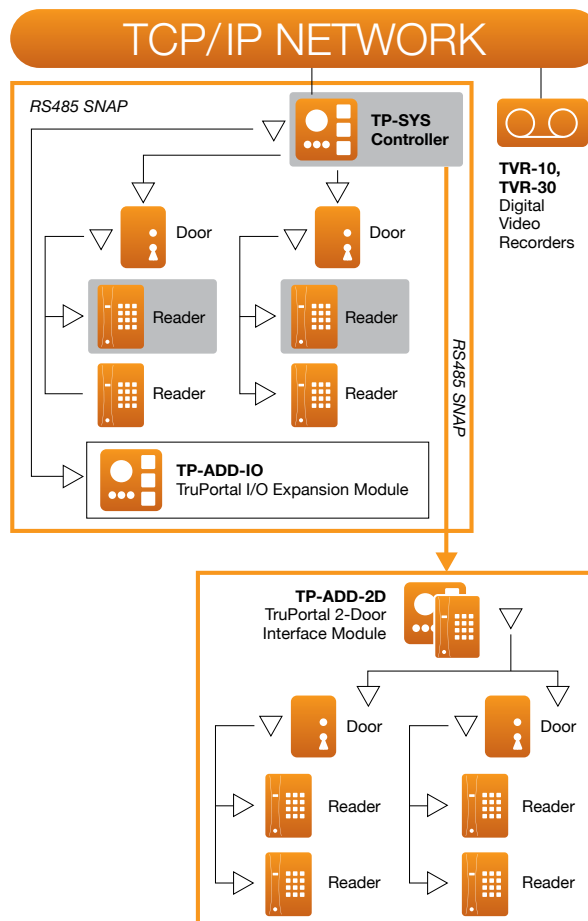 TCP/IP NETWORK
RS485 SNAP
TP-SYS
Controller
TVR-10,
TVR-30
Digital
Video
Recorders
Door
Door
Reader
Reader
Reader
Reader
RS485 SNAP
TP-ADD-IO
TruPortal I/O Expansion Module
TP-ADD-2D
TruPortal 2-Door
Interface Module
Door
Door
Reader
Reader
Reader
Reader